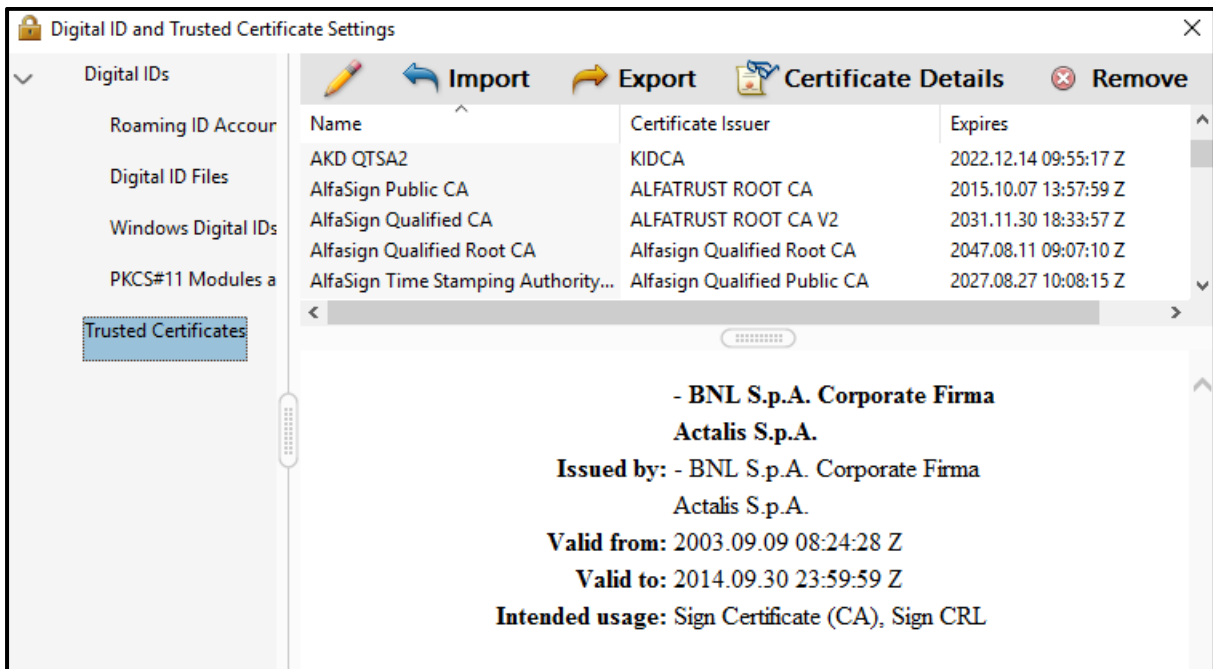 Digital ID and Trusted Certificate Settings
Digital IDs
Roaming ID Accour
Digital ID Files
Windows Digital IDs
PKCS#11 Modules a
Trusted Certificates
Import Export Certificate Details Remove
Name Certificate Issuer Expires
AKD QTSA2 KIDCA 2022.12.14 09:55:17 Z
AlfaSign Public CA ALFATRUST ROOT CA 2015.10.07 13:57:59 Z
AlfaSign Qualified CA ALFATRUST ROOT CA V2 2031.11.30 18:33:57 Z
Alfasign Qualified Root CA Alfasign Qualified Root CA 2047.08.11 09:07:10 Z
AlfaSign Time Stamping Authority... Alfasign Qualified Public CA 2027.08.27 10:08:15 Z
- BNL S.p.A. Corporate Firma
Actalis S.p.A.
Issued by: - BNL S.p.A. Corporate Firma
Actalis S.p.A.
Valid from: 2003.09.09 08:24:28 Z
Valid to: 2014.09.30 23:59:59 Z
Intended usage: Sign Certificate (CA), Sign CRL